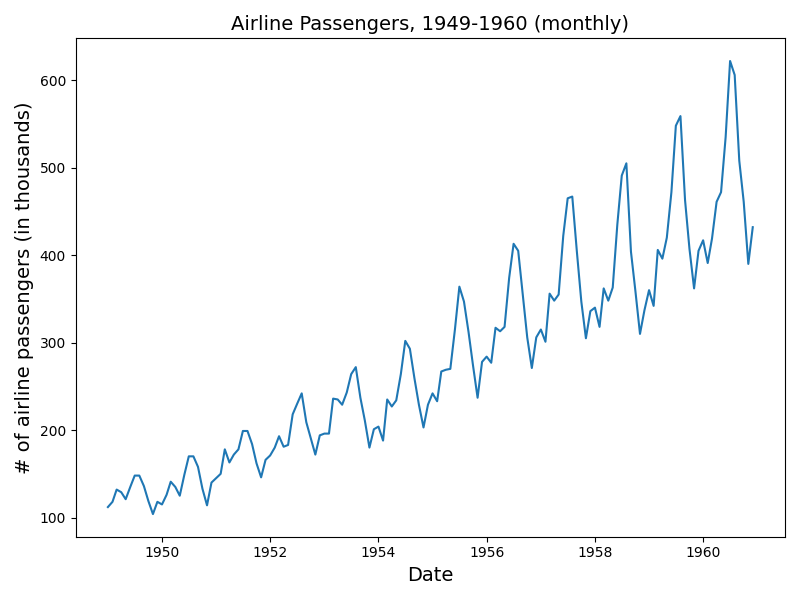 Airline Passengers, 1949-1960 (monthly)
# of airline passengers (in thousands)
600
500
400
300
200
100
1950 1952 1954 1956 1958 1960
Date